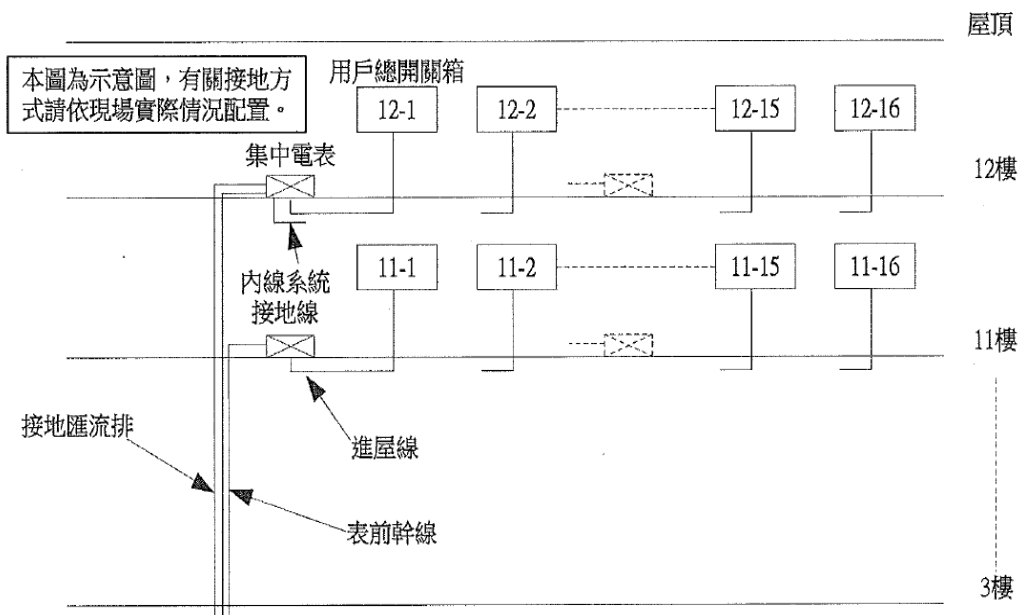 屋頂
本圖為示意圖，有關接地方
式請依現場實際情況配置。
用戶總開關箱
12-1
12-2
12-15
12-16
集中電表
12樓
11-1
11-2
11-15
11-16
內線系統
接地線
11樓
接地匯流排
進屋線
表前幹線
3樓